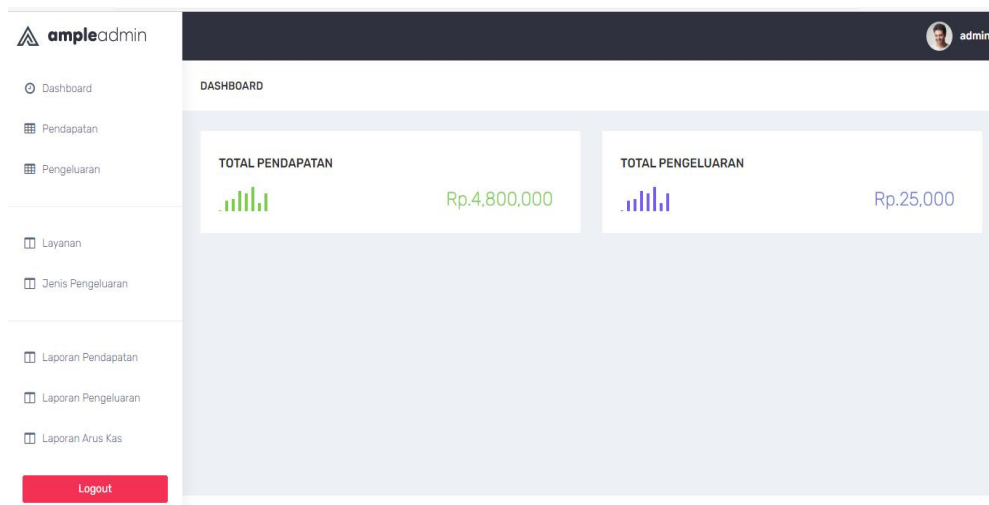 ampleadmin
admin
Dashboard
Pendapatan
Pengeluaran
Layanan
Jenis Pengeluaran
Laporan Pendapatan
Laporan Pengeluaran
Laporan Arus Kas
Logout
DASHBOARD
TOTAL PENDAPATAN
Rp.4,800,000
TOTAL PENGELUARAN
Rp.25,000